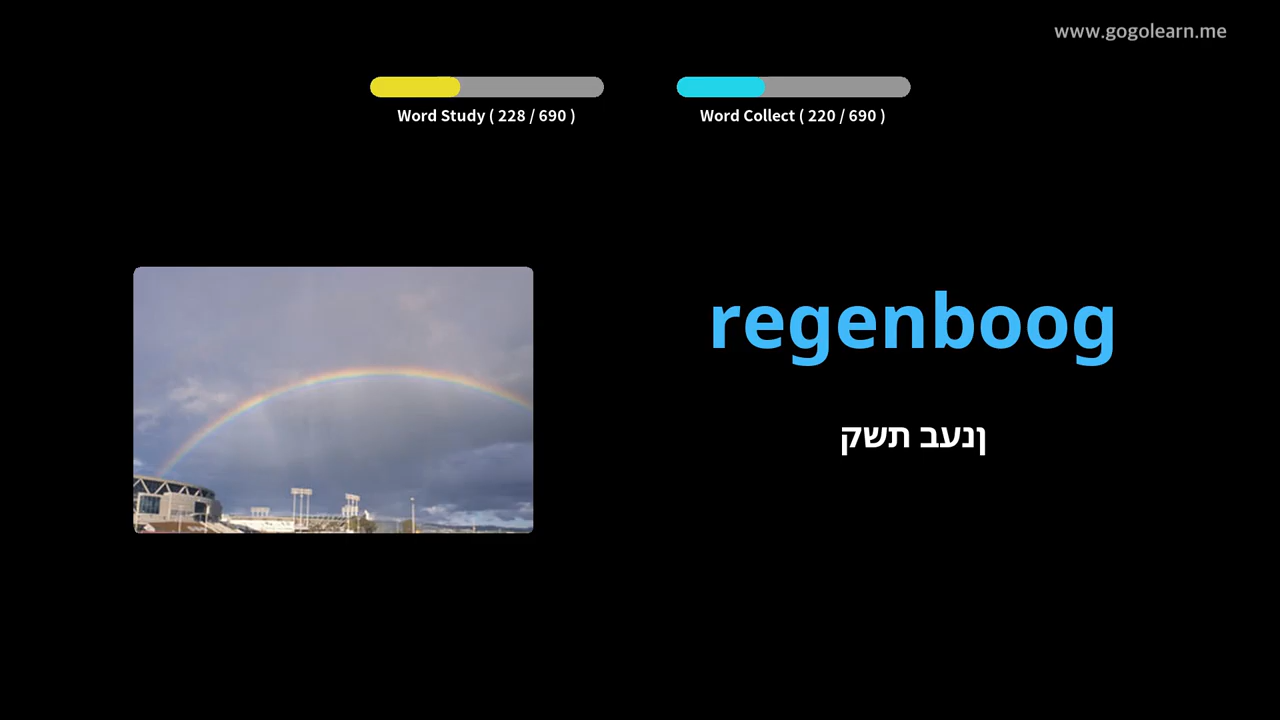 www.gogolearn.me
Word Study ( 228 / 690 )
Word Collect ( 220 / 690 )
regenboog
ןנעב תשק